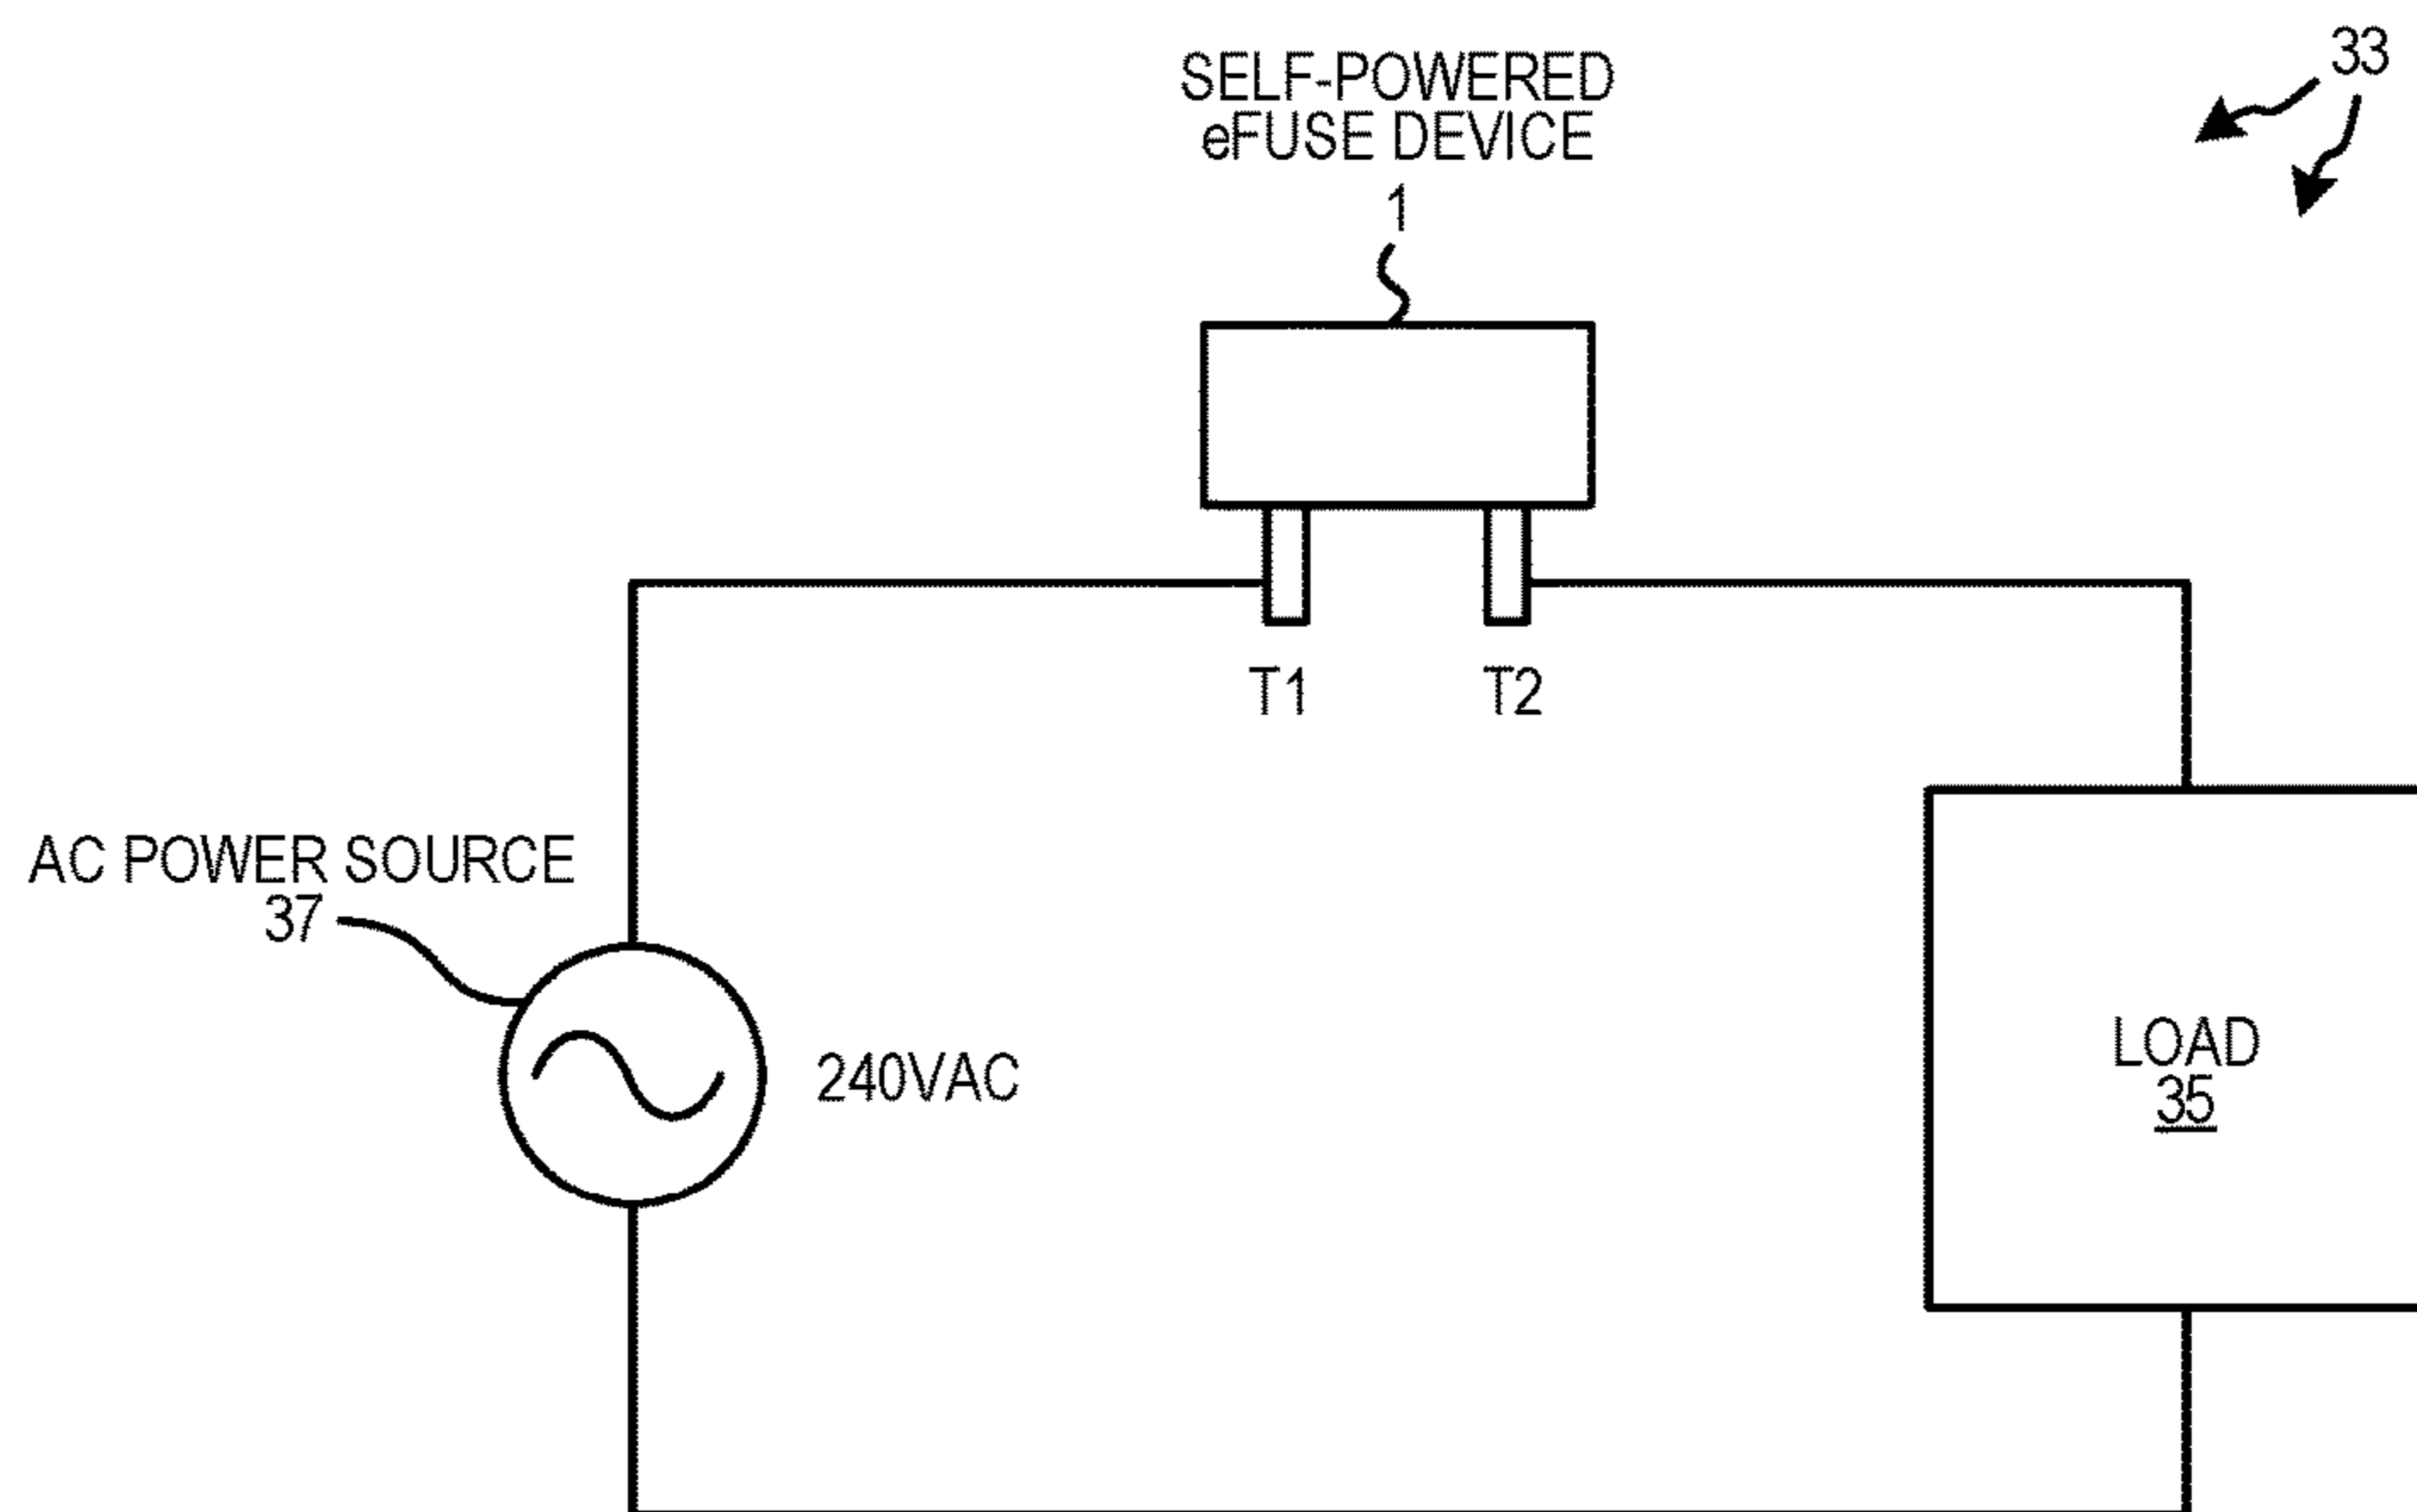 33
SELF-POWERED
eFUSE DEVICE
1
T1
T2
AC POWER SOURCE
37
240VAC
LOAD
35